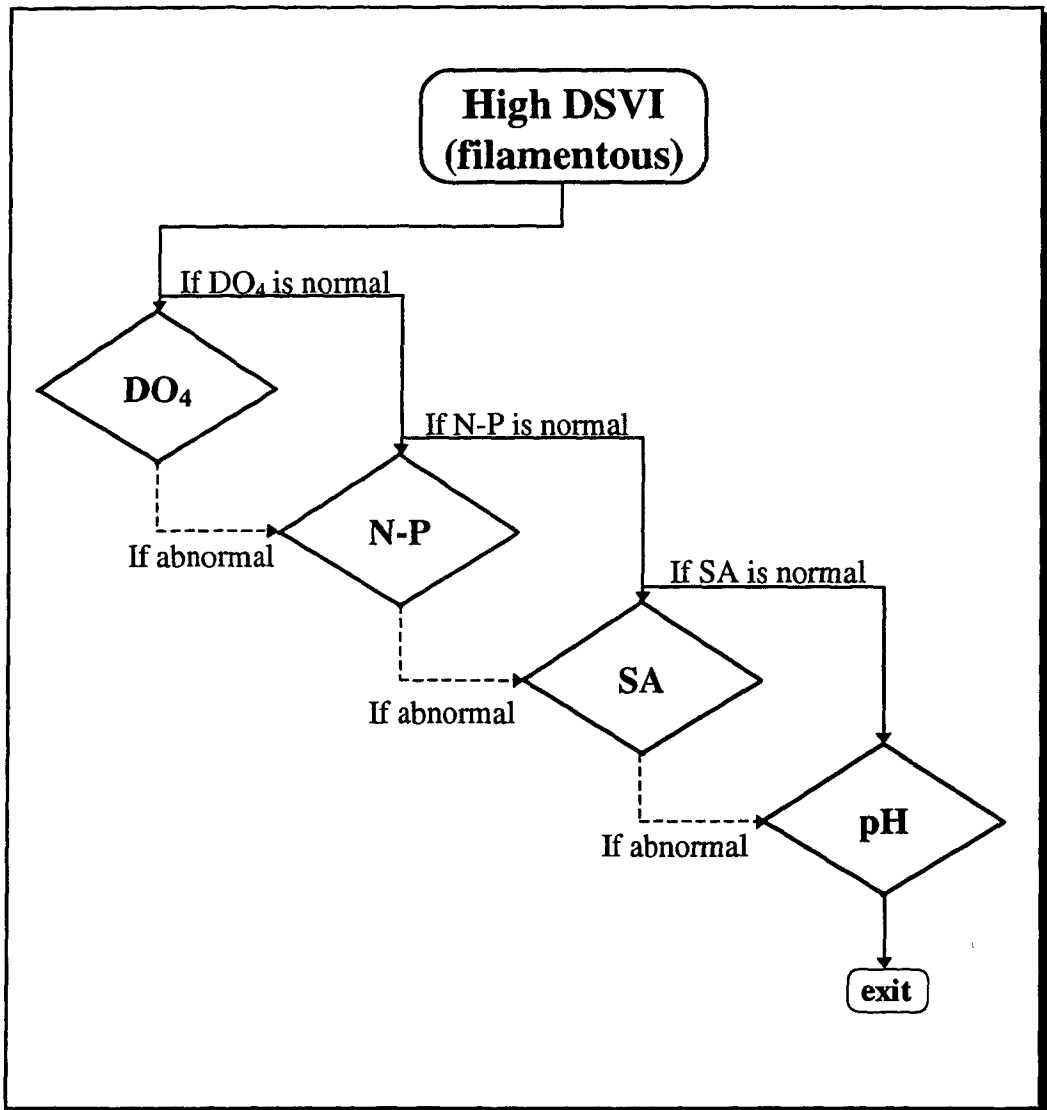 High DSVI
(filamentous)
If DO₄ is normal
DO₄
If N-P is normal
If abnormal
N-P
If SA is normal
If abnormal
SA
If abnormal
pH
exit